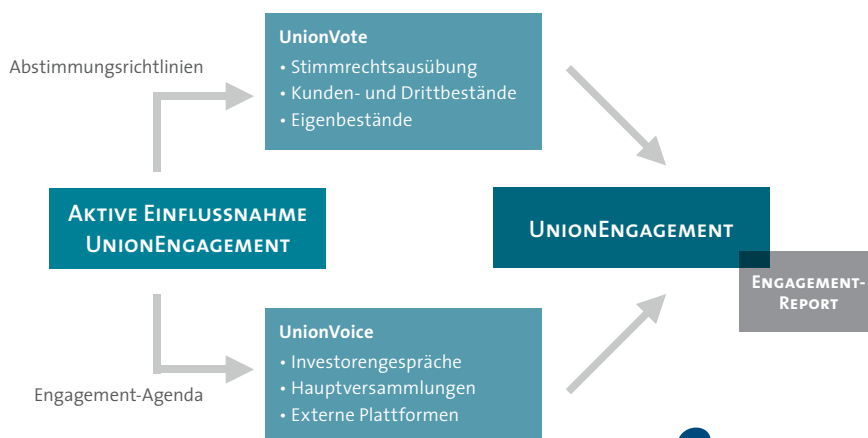 UnionVote
• Stimmrechtsausübung
• Kunden- und Drittbestände
• Eigenbestände
Abstimmungsrichtlinien
AKTIVE EINFLUSSNAHME
UNIONENGAGEMENT
UNIONENGAGEMENT
ENGAGEMENT-
REPORT
UnionVoice
• Investorengespräche
• Hauptversammlungen
• Externe Plattformen
Engagement-Agenda